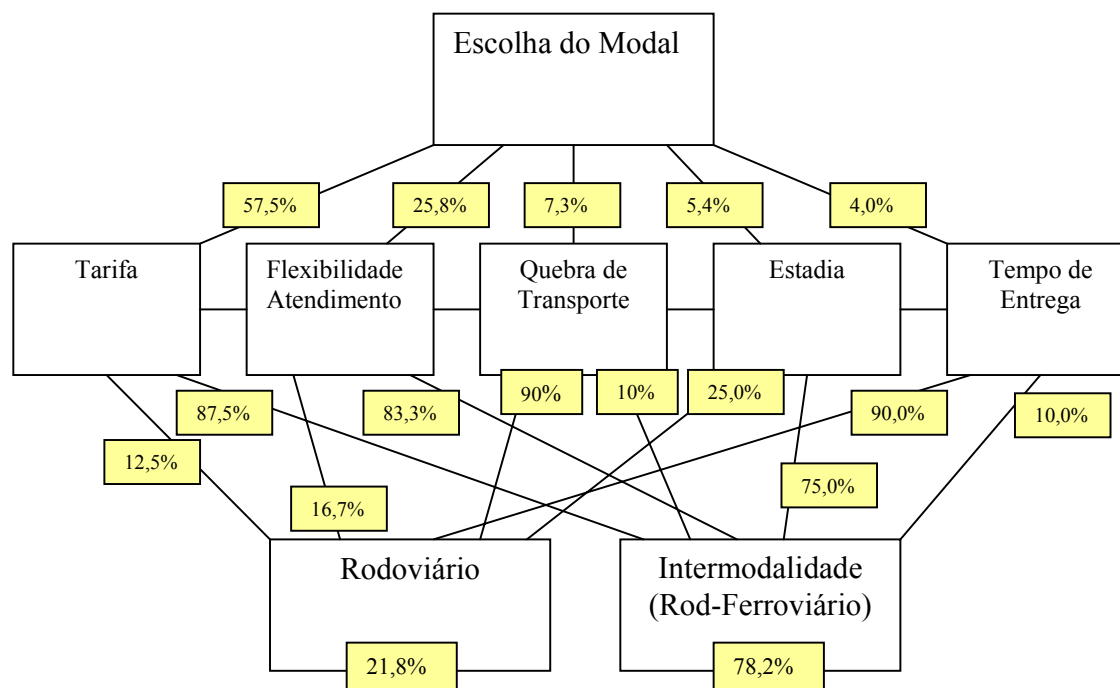 Escolha do Modal
57,5%
25,8%
7,3%
5,4%
4,0%
Tarifa
Flexibilidade
Atendimento
Quebra de
Transporte
Estadia
Tempo de
Entrega
87,5%
83,3%
90%
10%
25,0%
90,0%
10,0%
12,5%
16,7%
75,0%
Rodoviário
21,8%
Intermodalidade
(Rod-Ferroviário)
78,2%